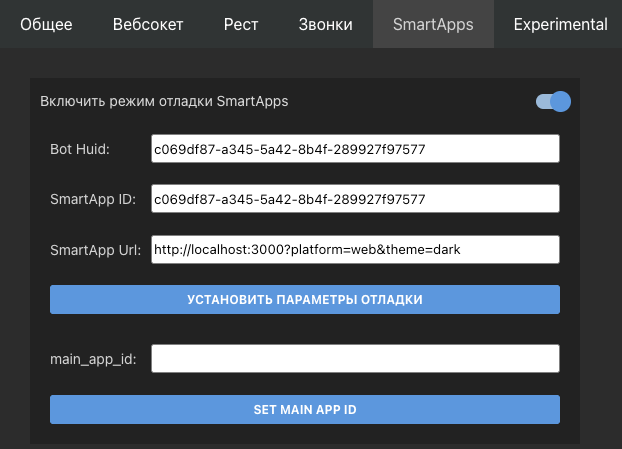 Общее Вебсокет Рест Звонки SmartApps Experimental
Включить режим отладки SmartApps
Bot Huid: c069df87-a345-5a42-8b4f-289927f97577
SmartApp ID: c069df87-a345-5a42-8b4f-289927f97577
SmartApp Url: http://localhost:3000?platform=web&theme=dark
УСТАНОВИТЬ ПАРАМЕТРЫ ОТЛАДКИ
main_app_id:
SET MAIN APP ID